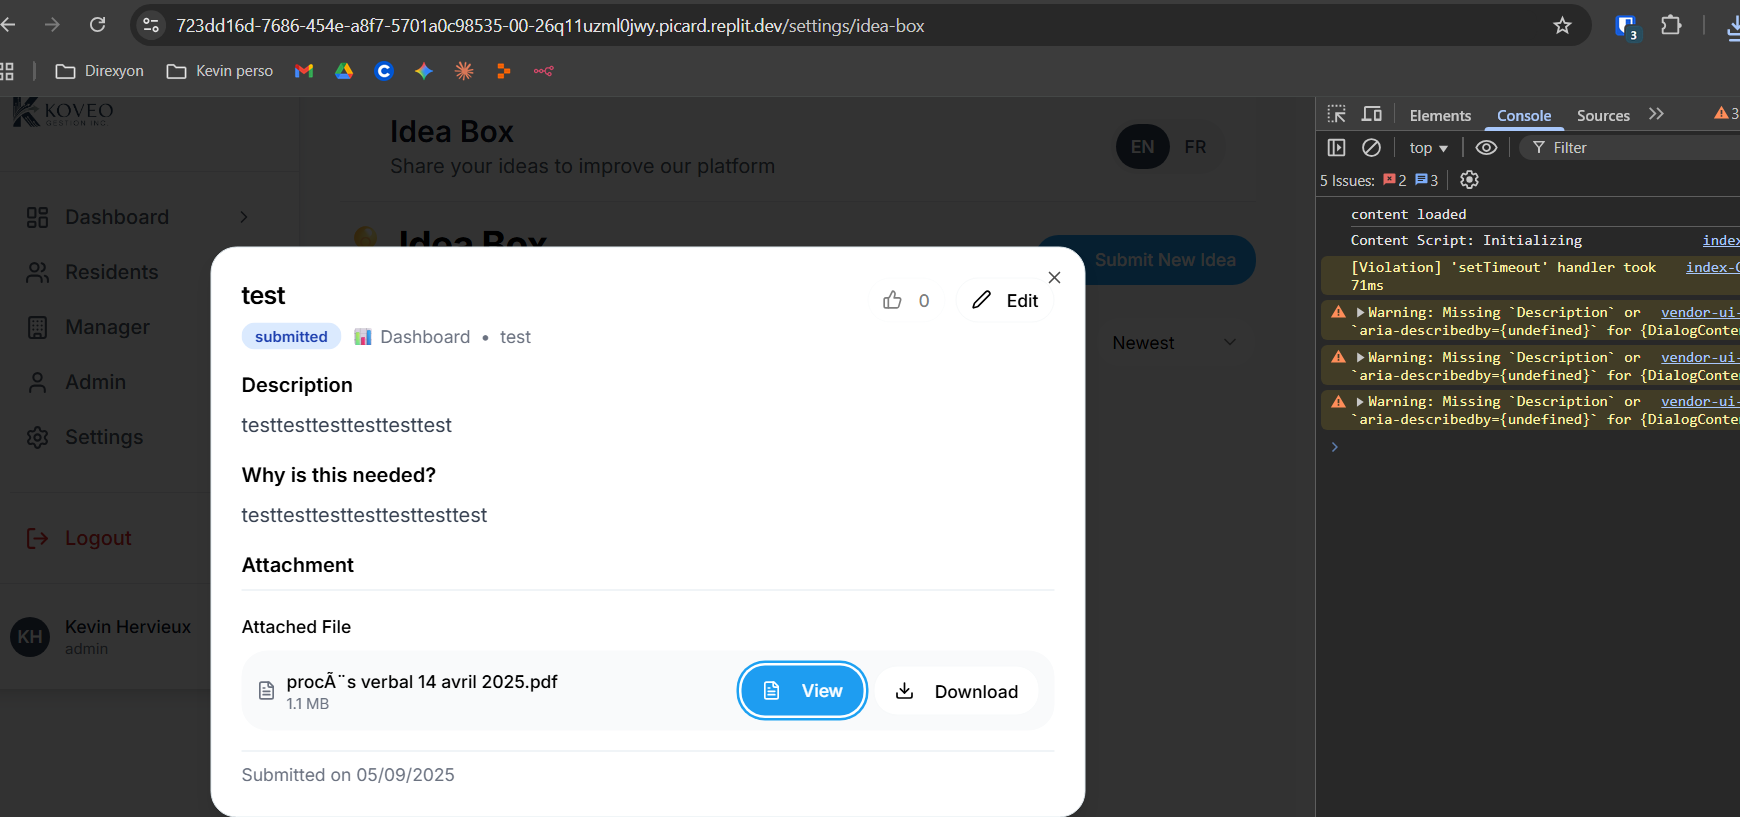 723dd16d-7686-454e-a8f7-5701a0c98535-00-26q11uzml0jwy.picard.replit.dev/settings/idea-box
3
Direxyon
Kevin perso
KOVEO
GESTION INC.
Idea Box
Share your ideas to improve our platform
EN FR
Dashboard
Residents
Manager
Admin
Settings
Logout
KH
Kevin Hervieux
admin
Idea Box
Submit New Idea
Newest
test
0
Edit
submitted
Dashboard • test
Description
testtesttesttesttesttest
Why is this needed?
testtesttesttesttesttesttest
Attachment
Attached File
procÃ¨s verbal 14 avril 2025.pdf
1.1 MB
View
Download
Submitted on 05/09/2025
Elements Console Sources 3
top Filter
5 Issues: 2 3
content loaded
Content Script: Initializing index
[Violation] 'setTimeout' handler took index-
71ms
Warning: Missing `Description` or vendor-ui-
`aria-describedby={undefined}` for {DialogConte
Warning: Missing `Description` or vendor-ui-
`aria-describedby={undefined}` for {DialogConte
Warning: Missing `Description` or vendor-ui-
`aria-describedby={undefined}` for {DialogConte